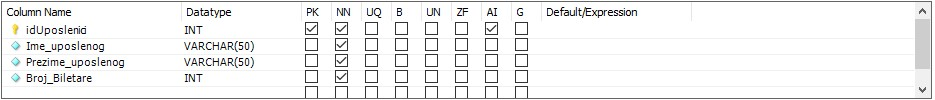 Column Name Datatype PK NN UQ B UN ZF AI G Default/Expression
idUposlenici INT
Ime_uposlenog VARCHAR(50)
Prezime_uposlenog VARCHAR(50)
Broj_Biletare INT